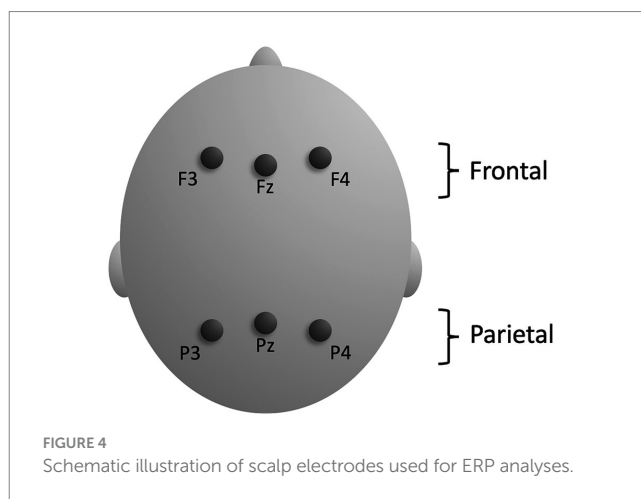 F3 Fz F4
Frontal
P3 Pz P4
Parietal
FIGURE 4
Schematic illustration of scalp electrodes used for ERP analyses.